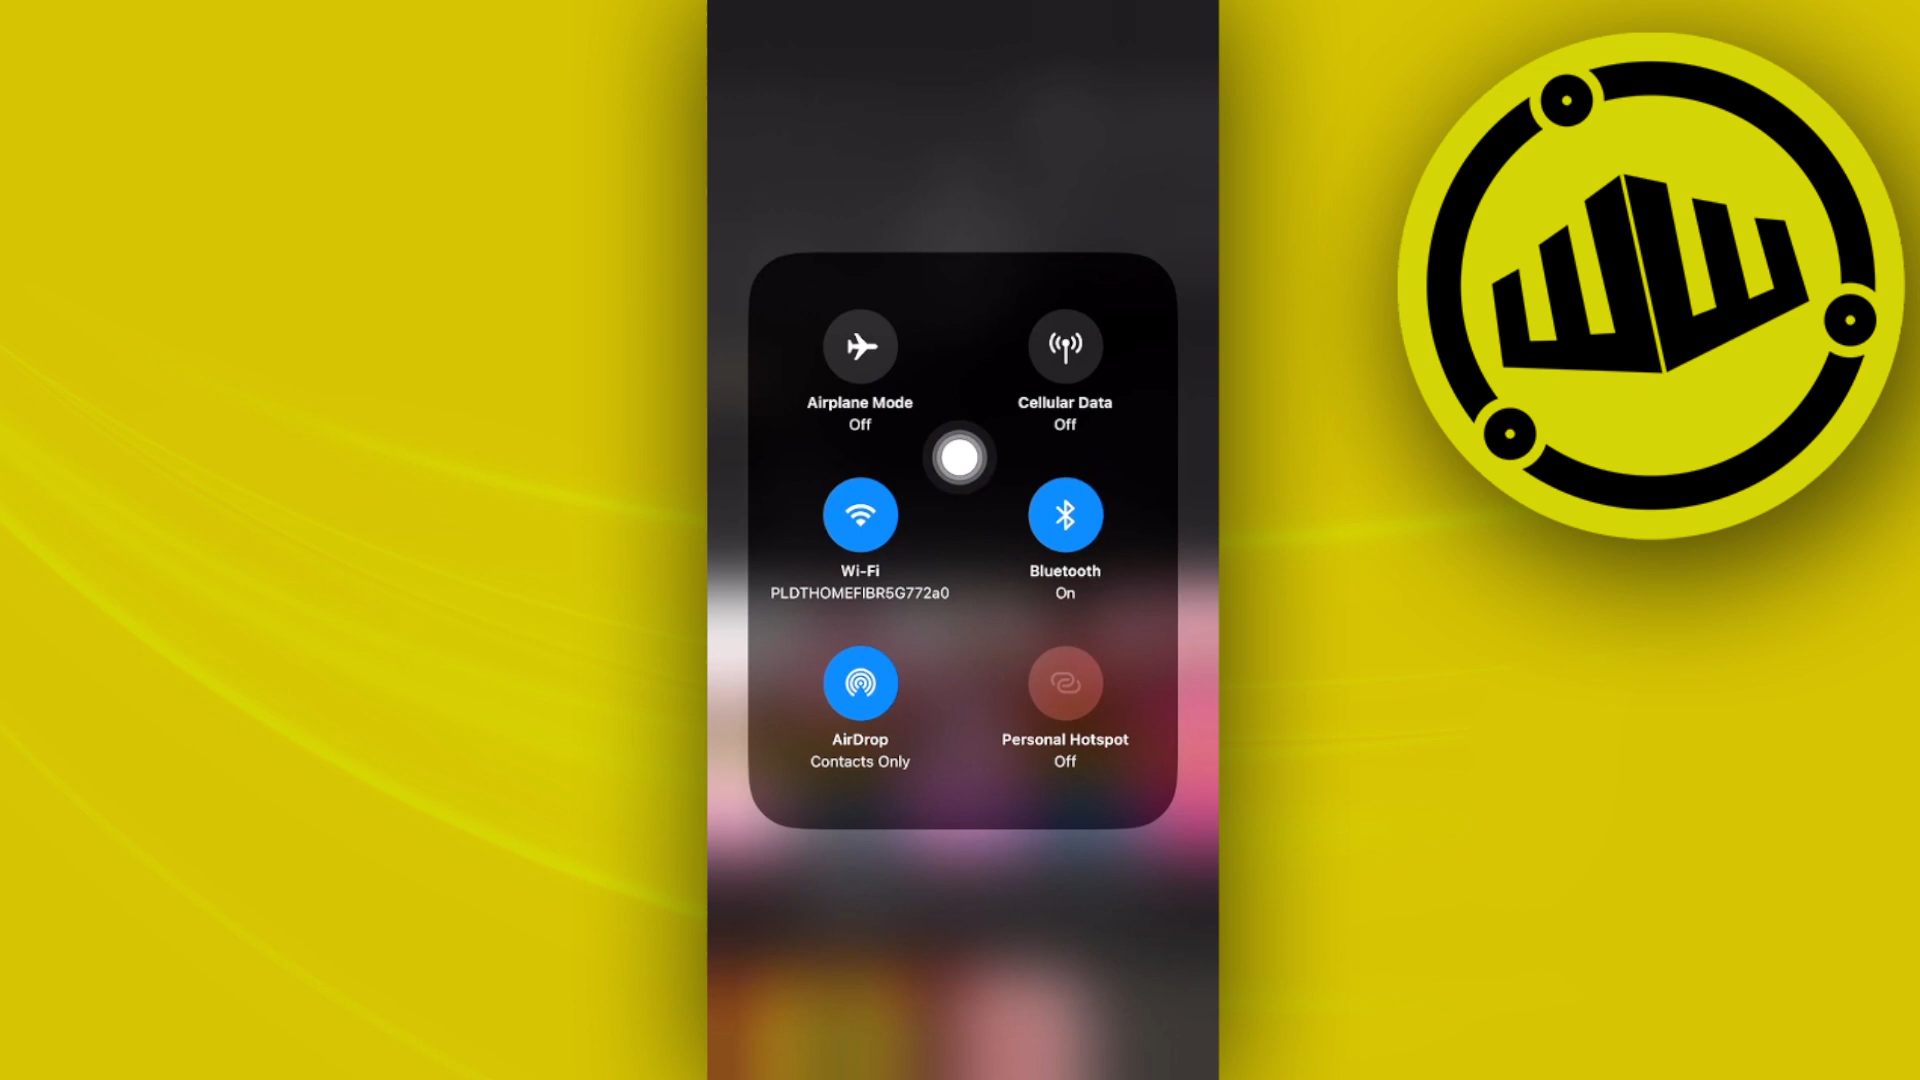 Airplane Mode
Off
Cellular Data
Off
Wi-Fi
PLDTHOMEFIBR5G772a0
Bluetooth
On
AirDrop
Contacts Only
Personal Hotspot
Off